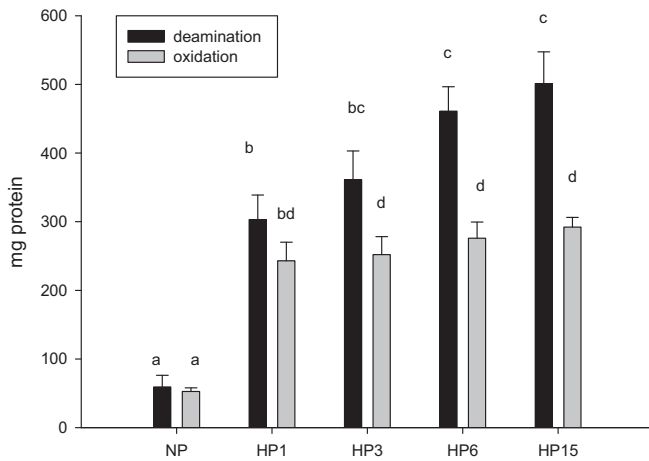 600
500
400
300
200
100
0
mg protein
deamination
oxidation
a a
b
bd
bc
d
c
d
c
d
NP HP1 HP3 HP6 HP15